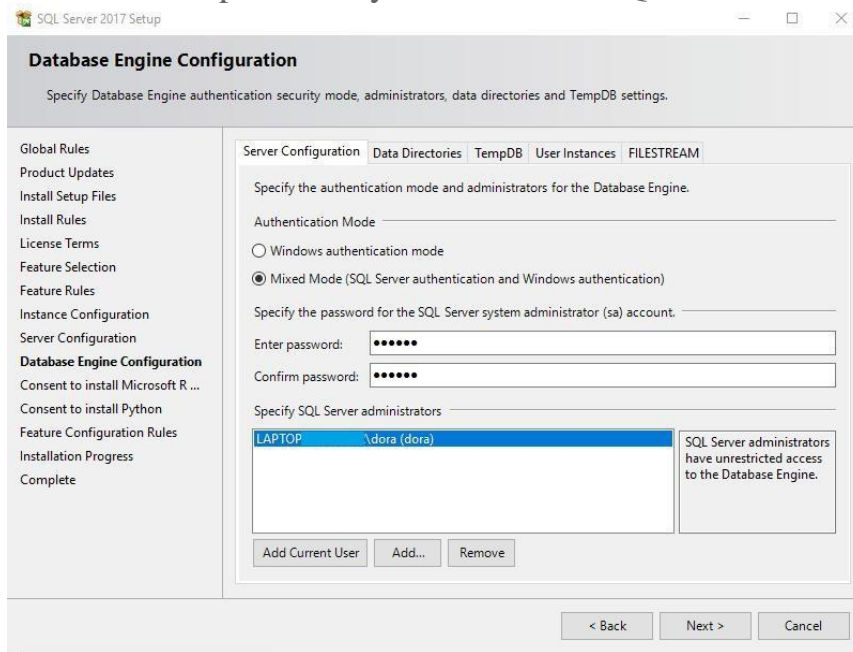 SQL Server 2017 Setup
Database Engine Configuration
Specify Database Engine authentication security mode, administrators, data directories and TempDB settings.
Global Rules
Product Updates
Install Setup Files
Install Rules
License Terms
Feature Selection
Feature Rules
Instance Configuration
Server Configuration
Database Engine Configuration
Consent to install Microsoft R ...
Consent to install Python
Feature Configuration Rules
Installation Progress
Complete
Server Configuration Data Directories TempDB User Instances FILESTREAM
Specify the authentication mode and administrators for the Database Engine.
Authentication Mode
Windows authentication mode
Mixed Mode (SQL Server authentication and Windows authentication)
Specify the password for the SQL Server system administrator (sa) account.
Enter password: ●●●●●●
Confirm password: ●●●●●●
Specify SQL Server administrators
LAPTOP \dora (dora)
SQL Server administrators
have unrestricted access
to the Database Engine.
Add Current User Add... Remove
< Back Next > Cancel